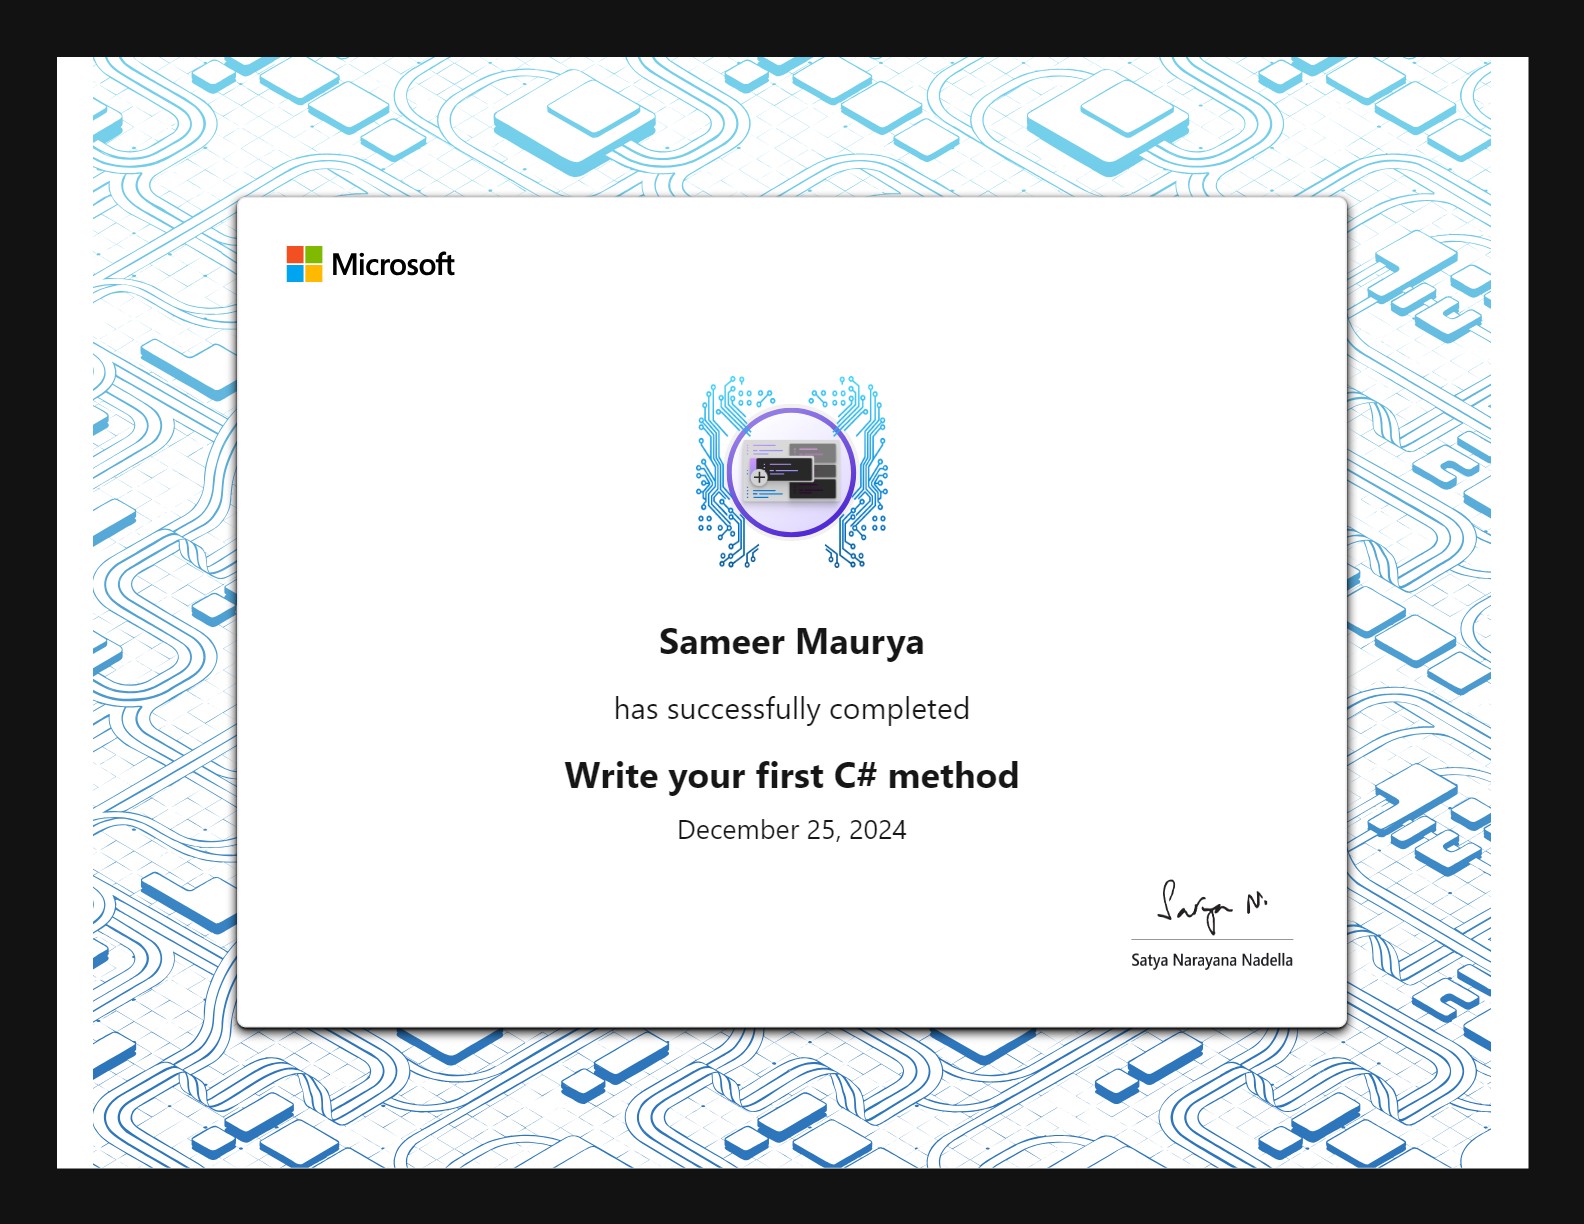 Microsoft
Sameer Maurya
has successfully completed
Write your first C# method
December 25, 2024
Satya N.
Satya Narayana Nadella